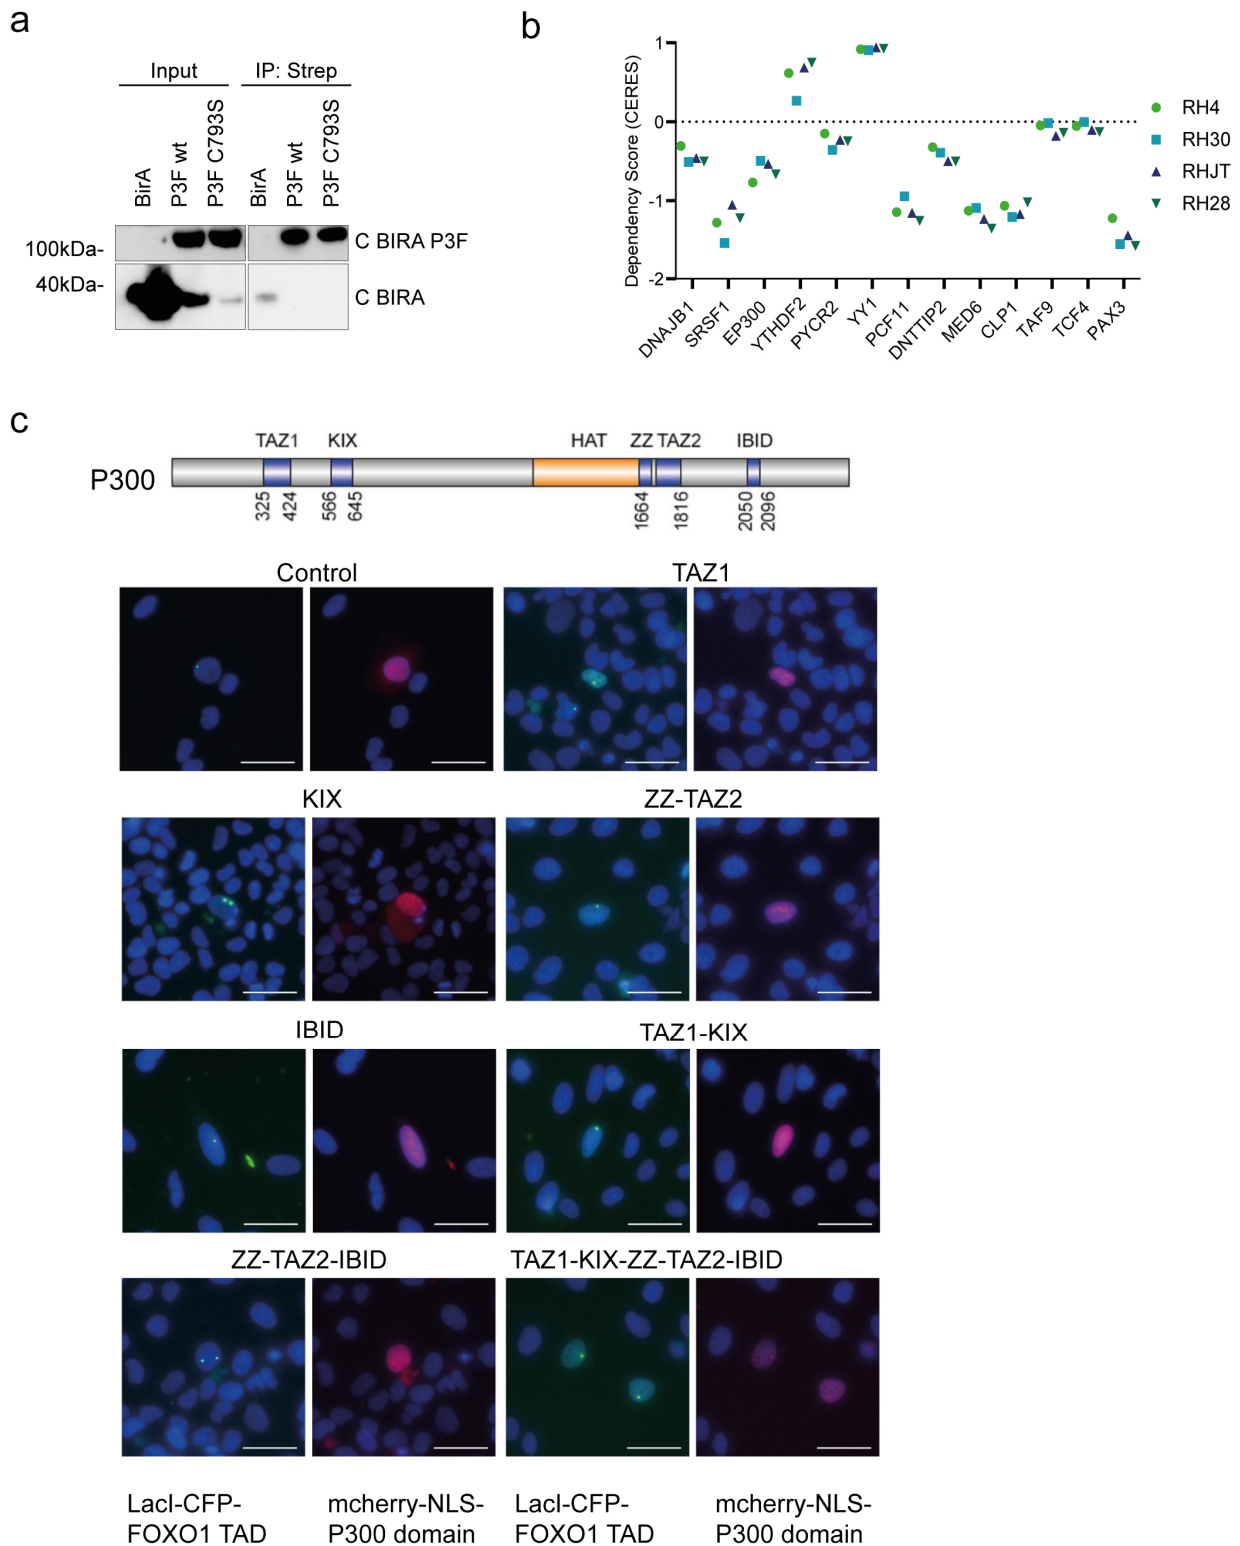 a
Input
IP: Strep
BirA
P3F wt
P3F C793S
BirA
P3F wt
P3F C793S
100kDa-
C BIRA P3F
40kDa-
C BIRA
b
Dependency Score (CERES)
1
0
-1
-2
DNAJB1
SRSF1
EP300
YTHDF2
PYCR2
YY1
PCF11
DNTTIP2
MED6
CLP1
TAF9
TCF4
PAX3
RH4
RH30
RHJT
RH28
c
TAZ1
KIX
HAT
ZZ
TAZ2
IBID
P300
325
424
566
645
1664
1816
2050
2096
Control
TAZ1
KIX
ZZ-TAZ2
IBID
TAZ1-KIX
ZZ-TAZ2-IBID
TAZ1-KIX-ZZ-TAZ2-IBID
LacI-CFP-
FOXO1 TAD
mcherry-NLS-
P300 domain
LacI-CFP-
FOXO1 TAD
mcherry-NLS-
P300 domain